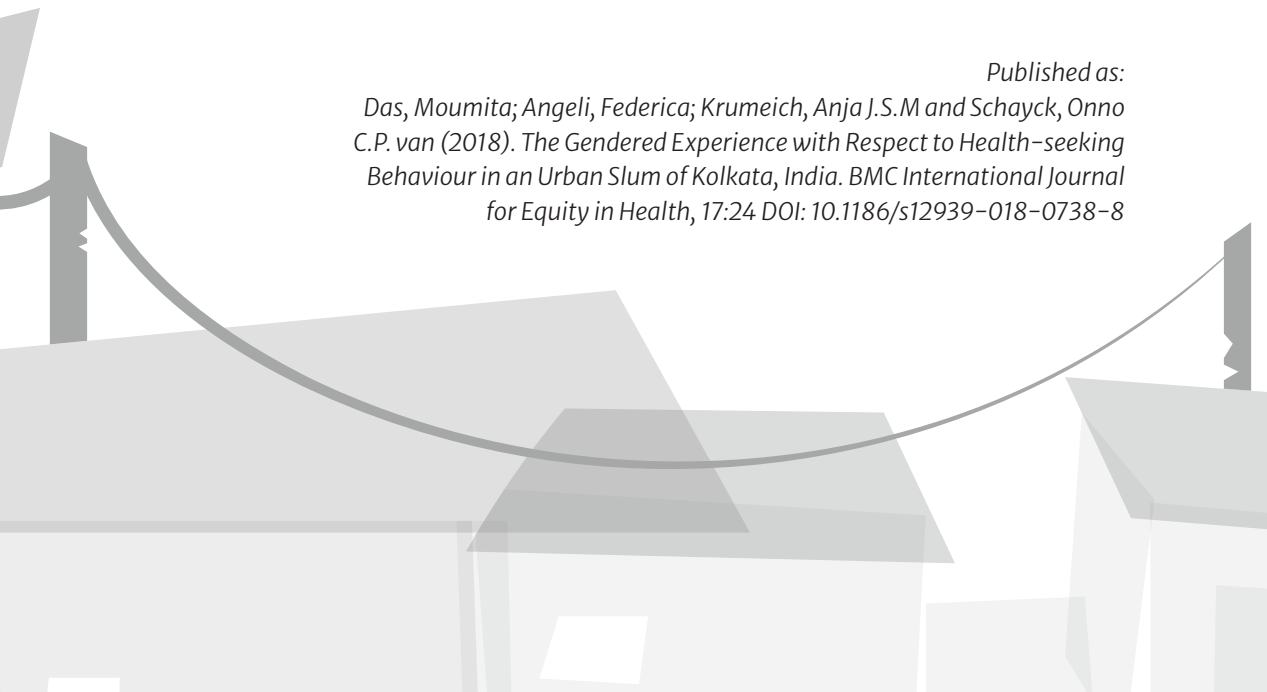 Published as:
Das, Moumita; Angeli, Federica; Krumeich, Anja J.S.M and Schayck, Onno
C.P. van (2018). The Gendered Experience with Respect to Health-seeking
Behaviour in an Urban Slum of Kolkata, India. BMC International Journal
for Equity in Health, 17:24 DOI: 10.1186/s12939-018-0738-8